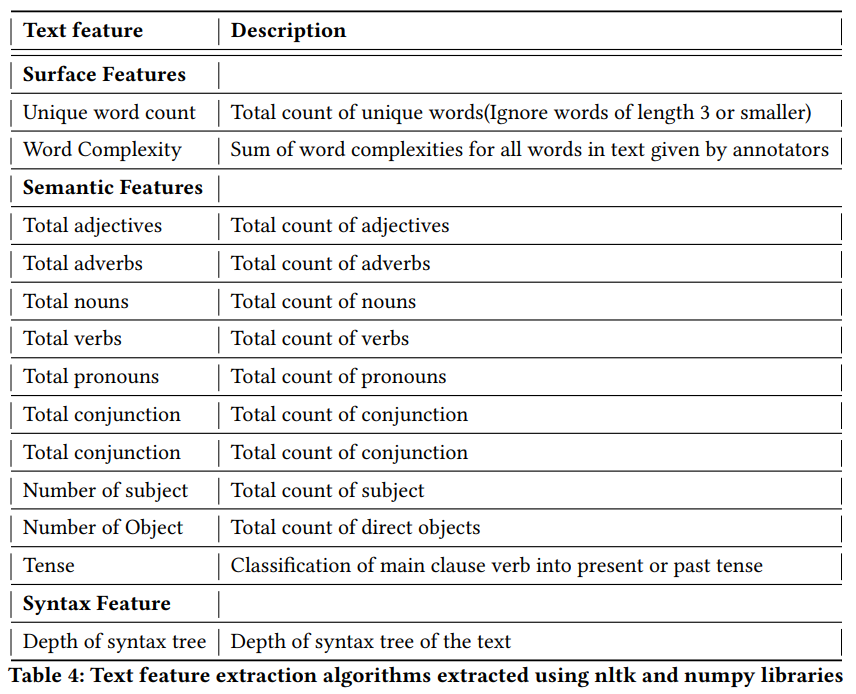 Text feature Description
Surface Features
Unique word count Total count of unique words(Ignore words of length 3 or smaller)
Word Complexity Sum of word complexities for all words in text given by annotators
Semantic Features
Total adjectives Total count of adjectives
Total adverbs Total count of adverbs
Total nouns Total count of nouns
Total verbs Total count of verbs
Total pronouns Total count of pronouns
Total conjunction Total count of conjunction
Total conjunction Total count of conjunction
Number of subject Total count of subject
Number of Object Total count of direct objects
Tense Classification of main clause verb into present or past tense
Syntax Feature
Depth of syntax tree Depth of syntax tree of the text
Table 4: Text feature extraction algorithms extracted using nltk and numpy libraries